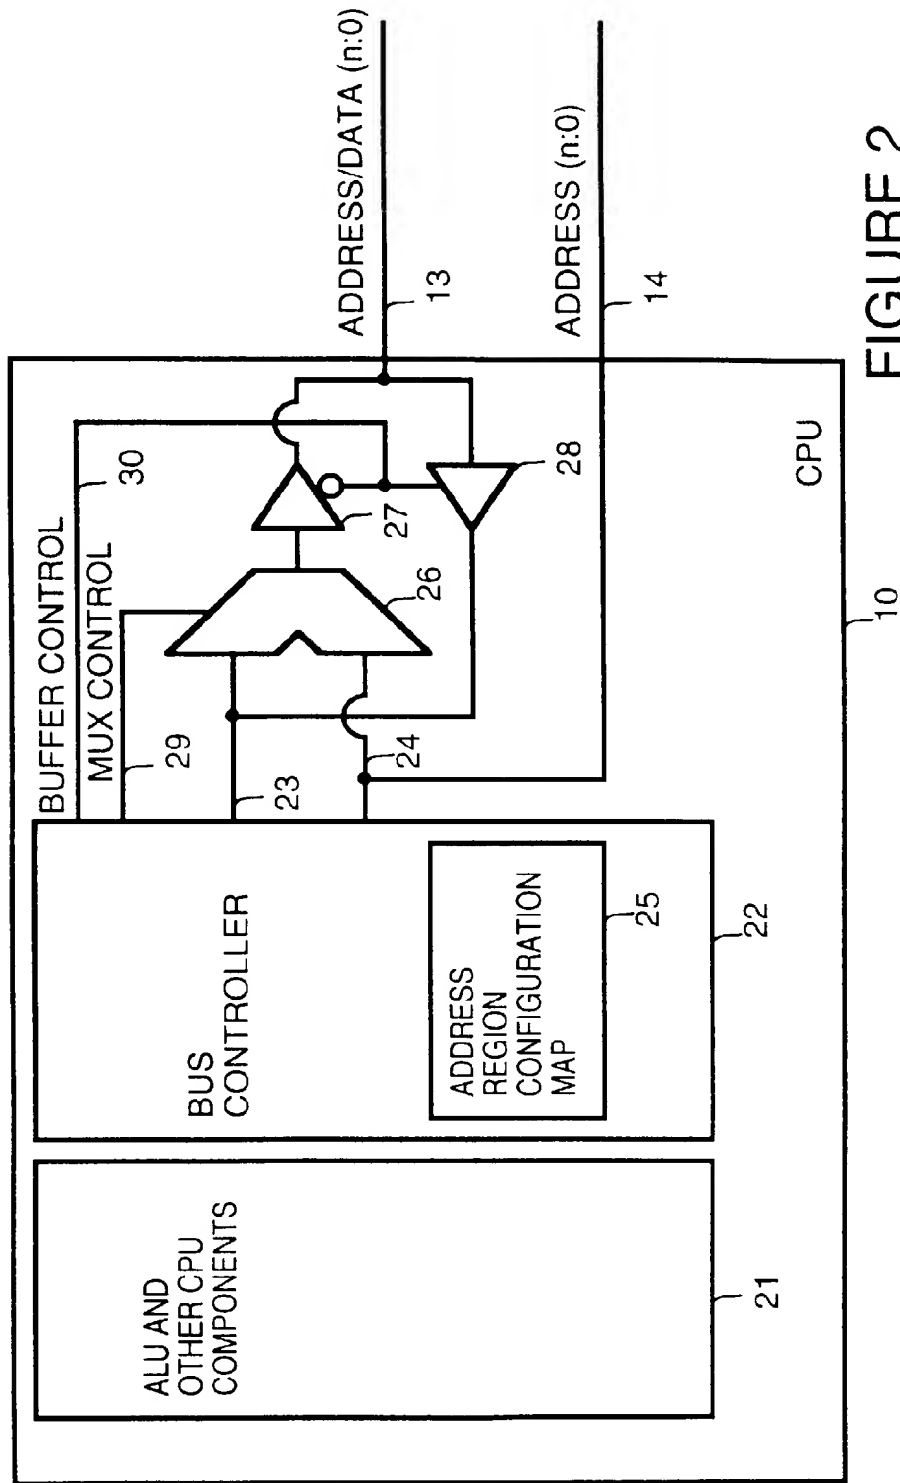 ALU AND
OTHER CPU
COMPONENTS
21
BUS
CONTROLLER
ADDRESS
REGION
CONFIGURATION
MAP
25
22
BUFFER CONTROL
30
MUX CONTROL
29
23
24
26
27
28
ADDRESS/DATA (n:0)
13
ADDRESS (n:0)
14
CPU
10
FIGURE 2